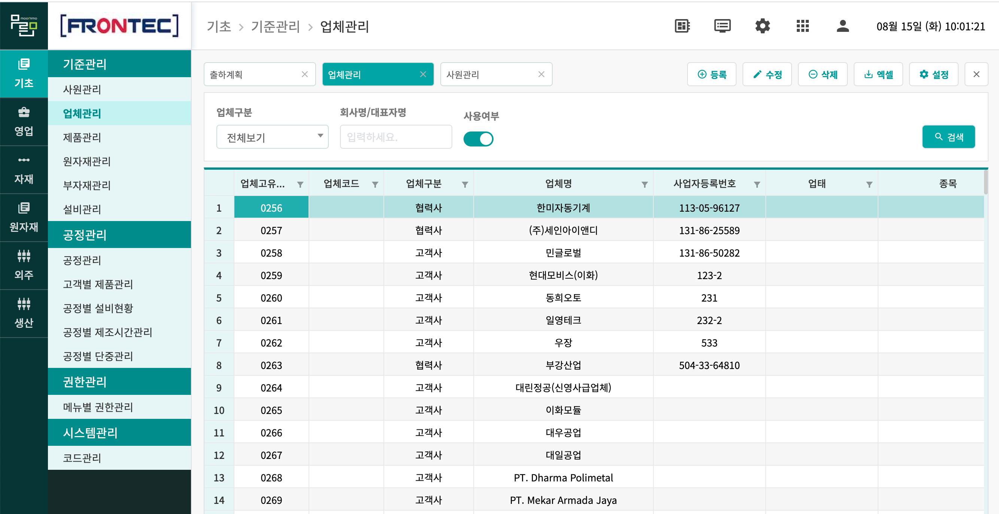 moornmo
물론모
[FRONTEC]
기초 > 기준관리 > 업체관리
08월 15일 (화) 10:01:21
기초
영업
자재
원자재
외주
생산
기준관리
사원관리
업체관리
제품관리
원자재관리
부자재관리
설비관리
공정관리
공정관리
고객별 제품관리
공정별 설비현황
공정별 제조시간관리
공정별 단중관리
권한관리
메뉴별 권한관리
시스템관리
코드관리
출하계획 업체관리 사원관리
등록 수정 삭제 엑셀 설정
업체구분 회사명/대표자명 사용여부
전체보기 입력하세요. 검색
업체고유... 업체코드 업체구분 업체명 사업자등록번호 업태 종목
1 0256 협력사 한미자동기계 113-05-96127
2 0257 협력사 (주)세인아이앤디 131-86-25589
3 0258 고객사 민글로벌 131-86-50282
4 0259 고객사 현대모비스(이화) 123-2
5 0260 고객사 동희오토 231
6 0261 고객사 일영테크 232-2
7 0262 고객사 우장 533
8 0263 협력사 부강산업 504-33-64810
9 0264 고객사 대린정공(신영사급업체)
10 0265 고객사 이화모듈
11 0266 고객사 대우공업
12 0267 고객사 대일공업
13 0268 고객사 PT. Dharma Polimetal
14 0269 고객사 PT. Mekar Armada Jaya